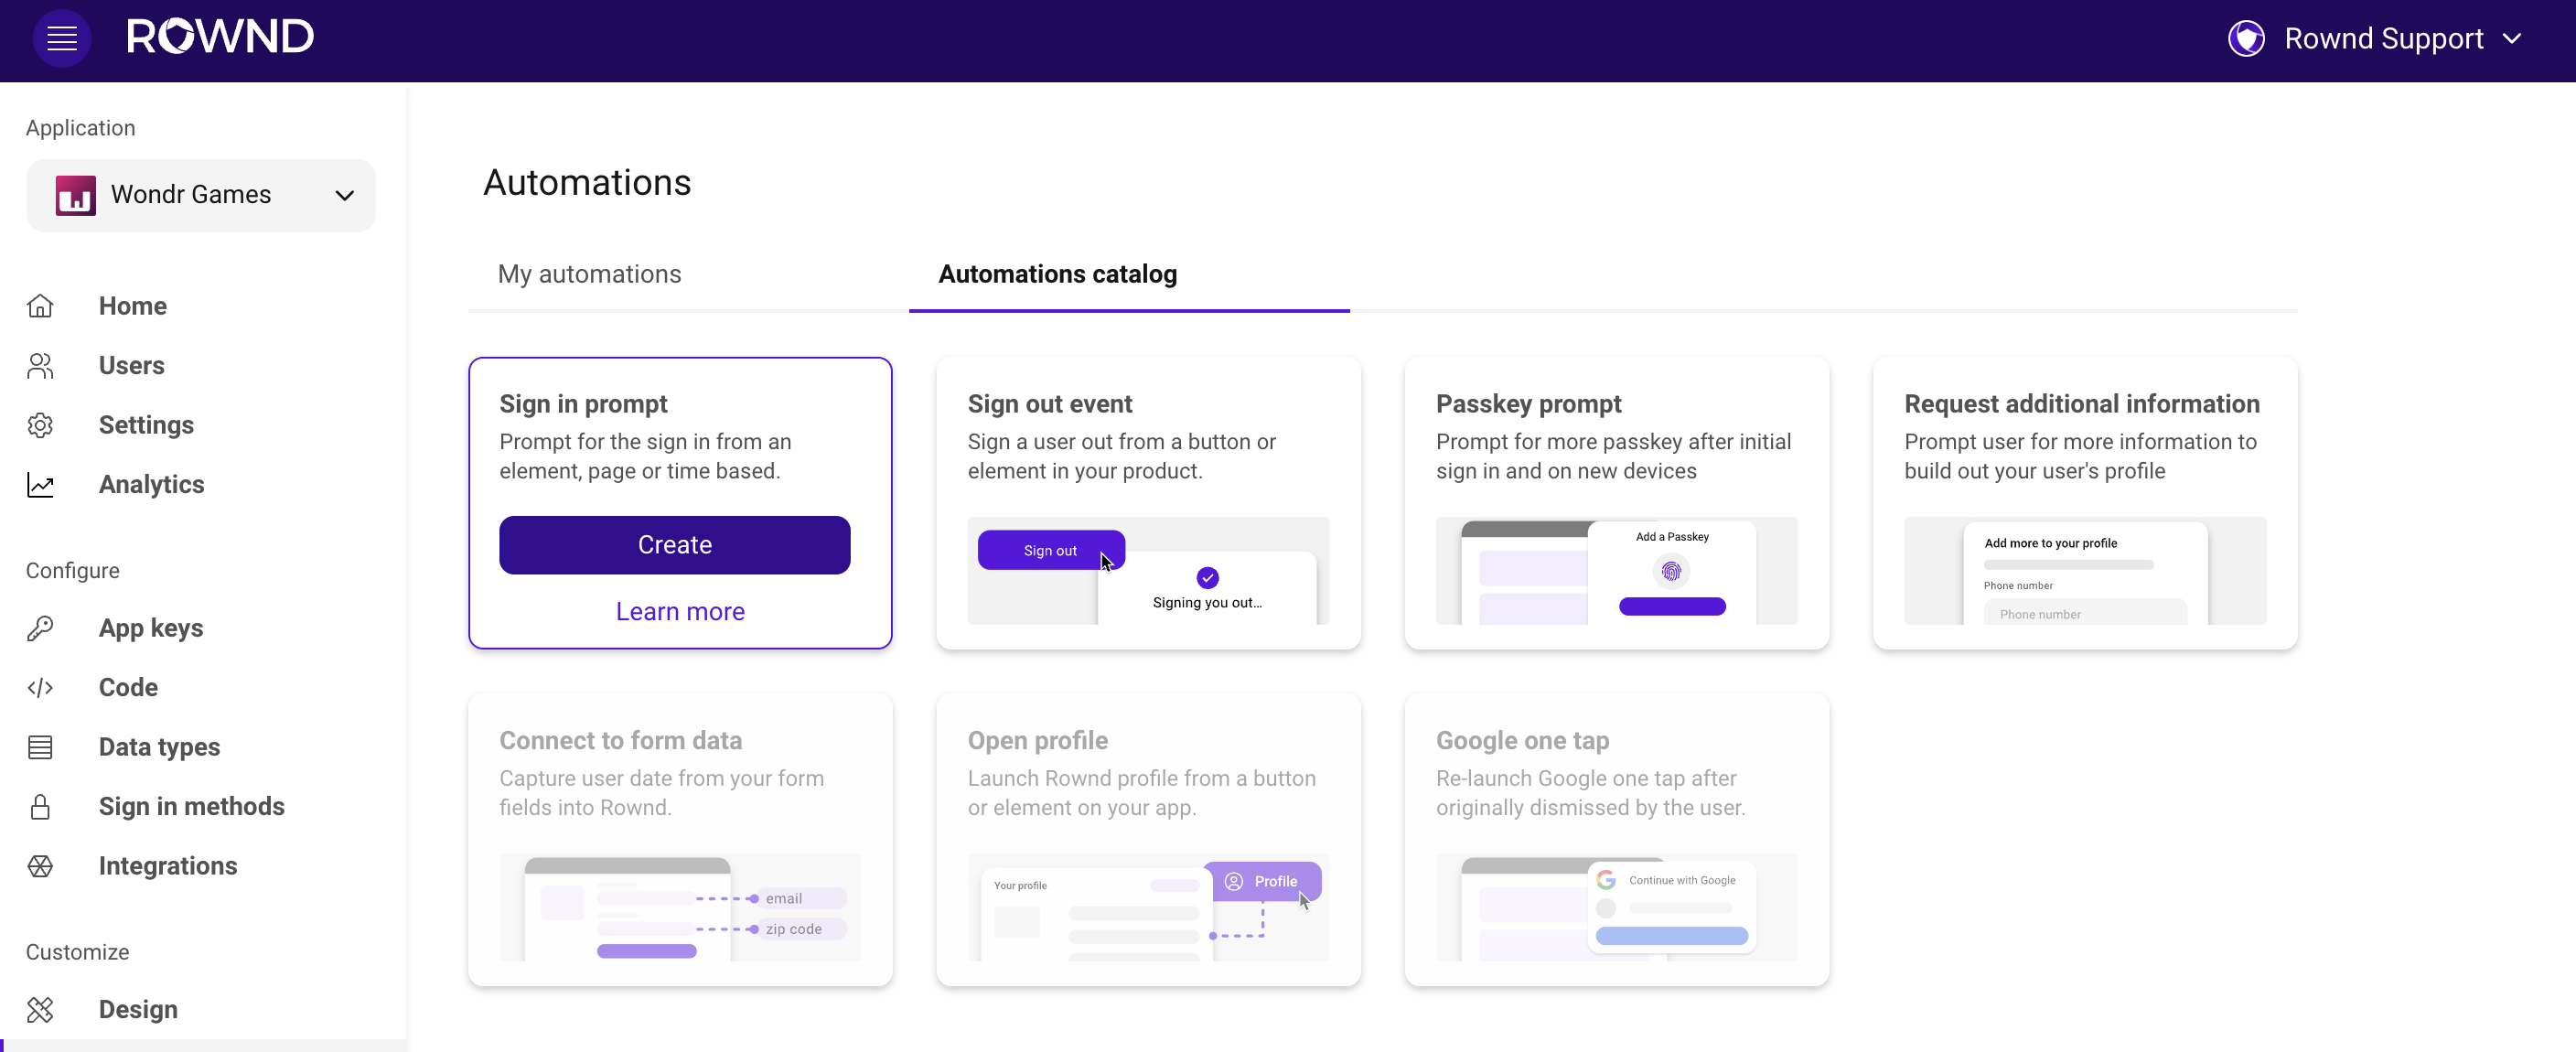 ROWND
Rownd Support
Application
Wondr Games
Home
Users
Settings
Analytics
Configure
App keys
Code
Data types
Sign in methods
Integrations
Customize
Design
Automations
My automations
Automations catalog
Sign in prompt
Prompt for the sign in from an
element, page or time based.
Create
Learn more
Sign out event
Sign a user out from a button or
element in your product.
Sign out
Signing you out...
Passkey prompt
Prompt for more passkey after initial
sign in and on new devices
Add a Passkey
Request additional information
Prompt user for more information to
build out your user's profile
Add more to your profile
Phone number
Phone number
Connect to form data
Capture user date from your form
fields into Rownd.
email
zip code
Open profile
Launch Rownd profile from a button
or element on your app.
Your profile
Profile
Google one tap
Re-launch Google one tap after
originally dismissed by the user.
Continue with Google